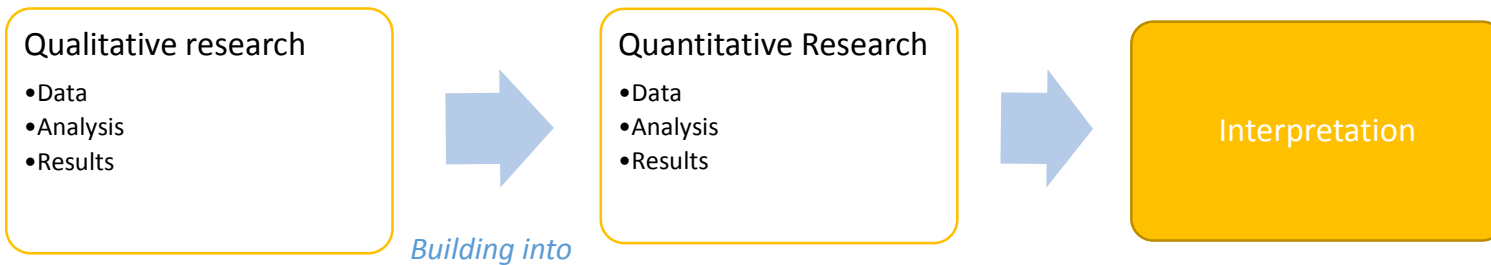 Qualitative research
•Data
•Analysis
•Results
Building into
Quantitative Research
•Data
•Analysis
•Results
Interpretation